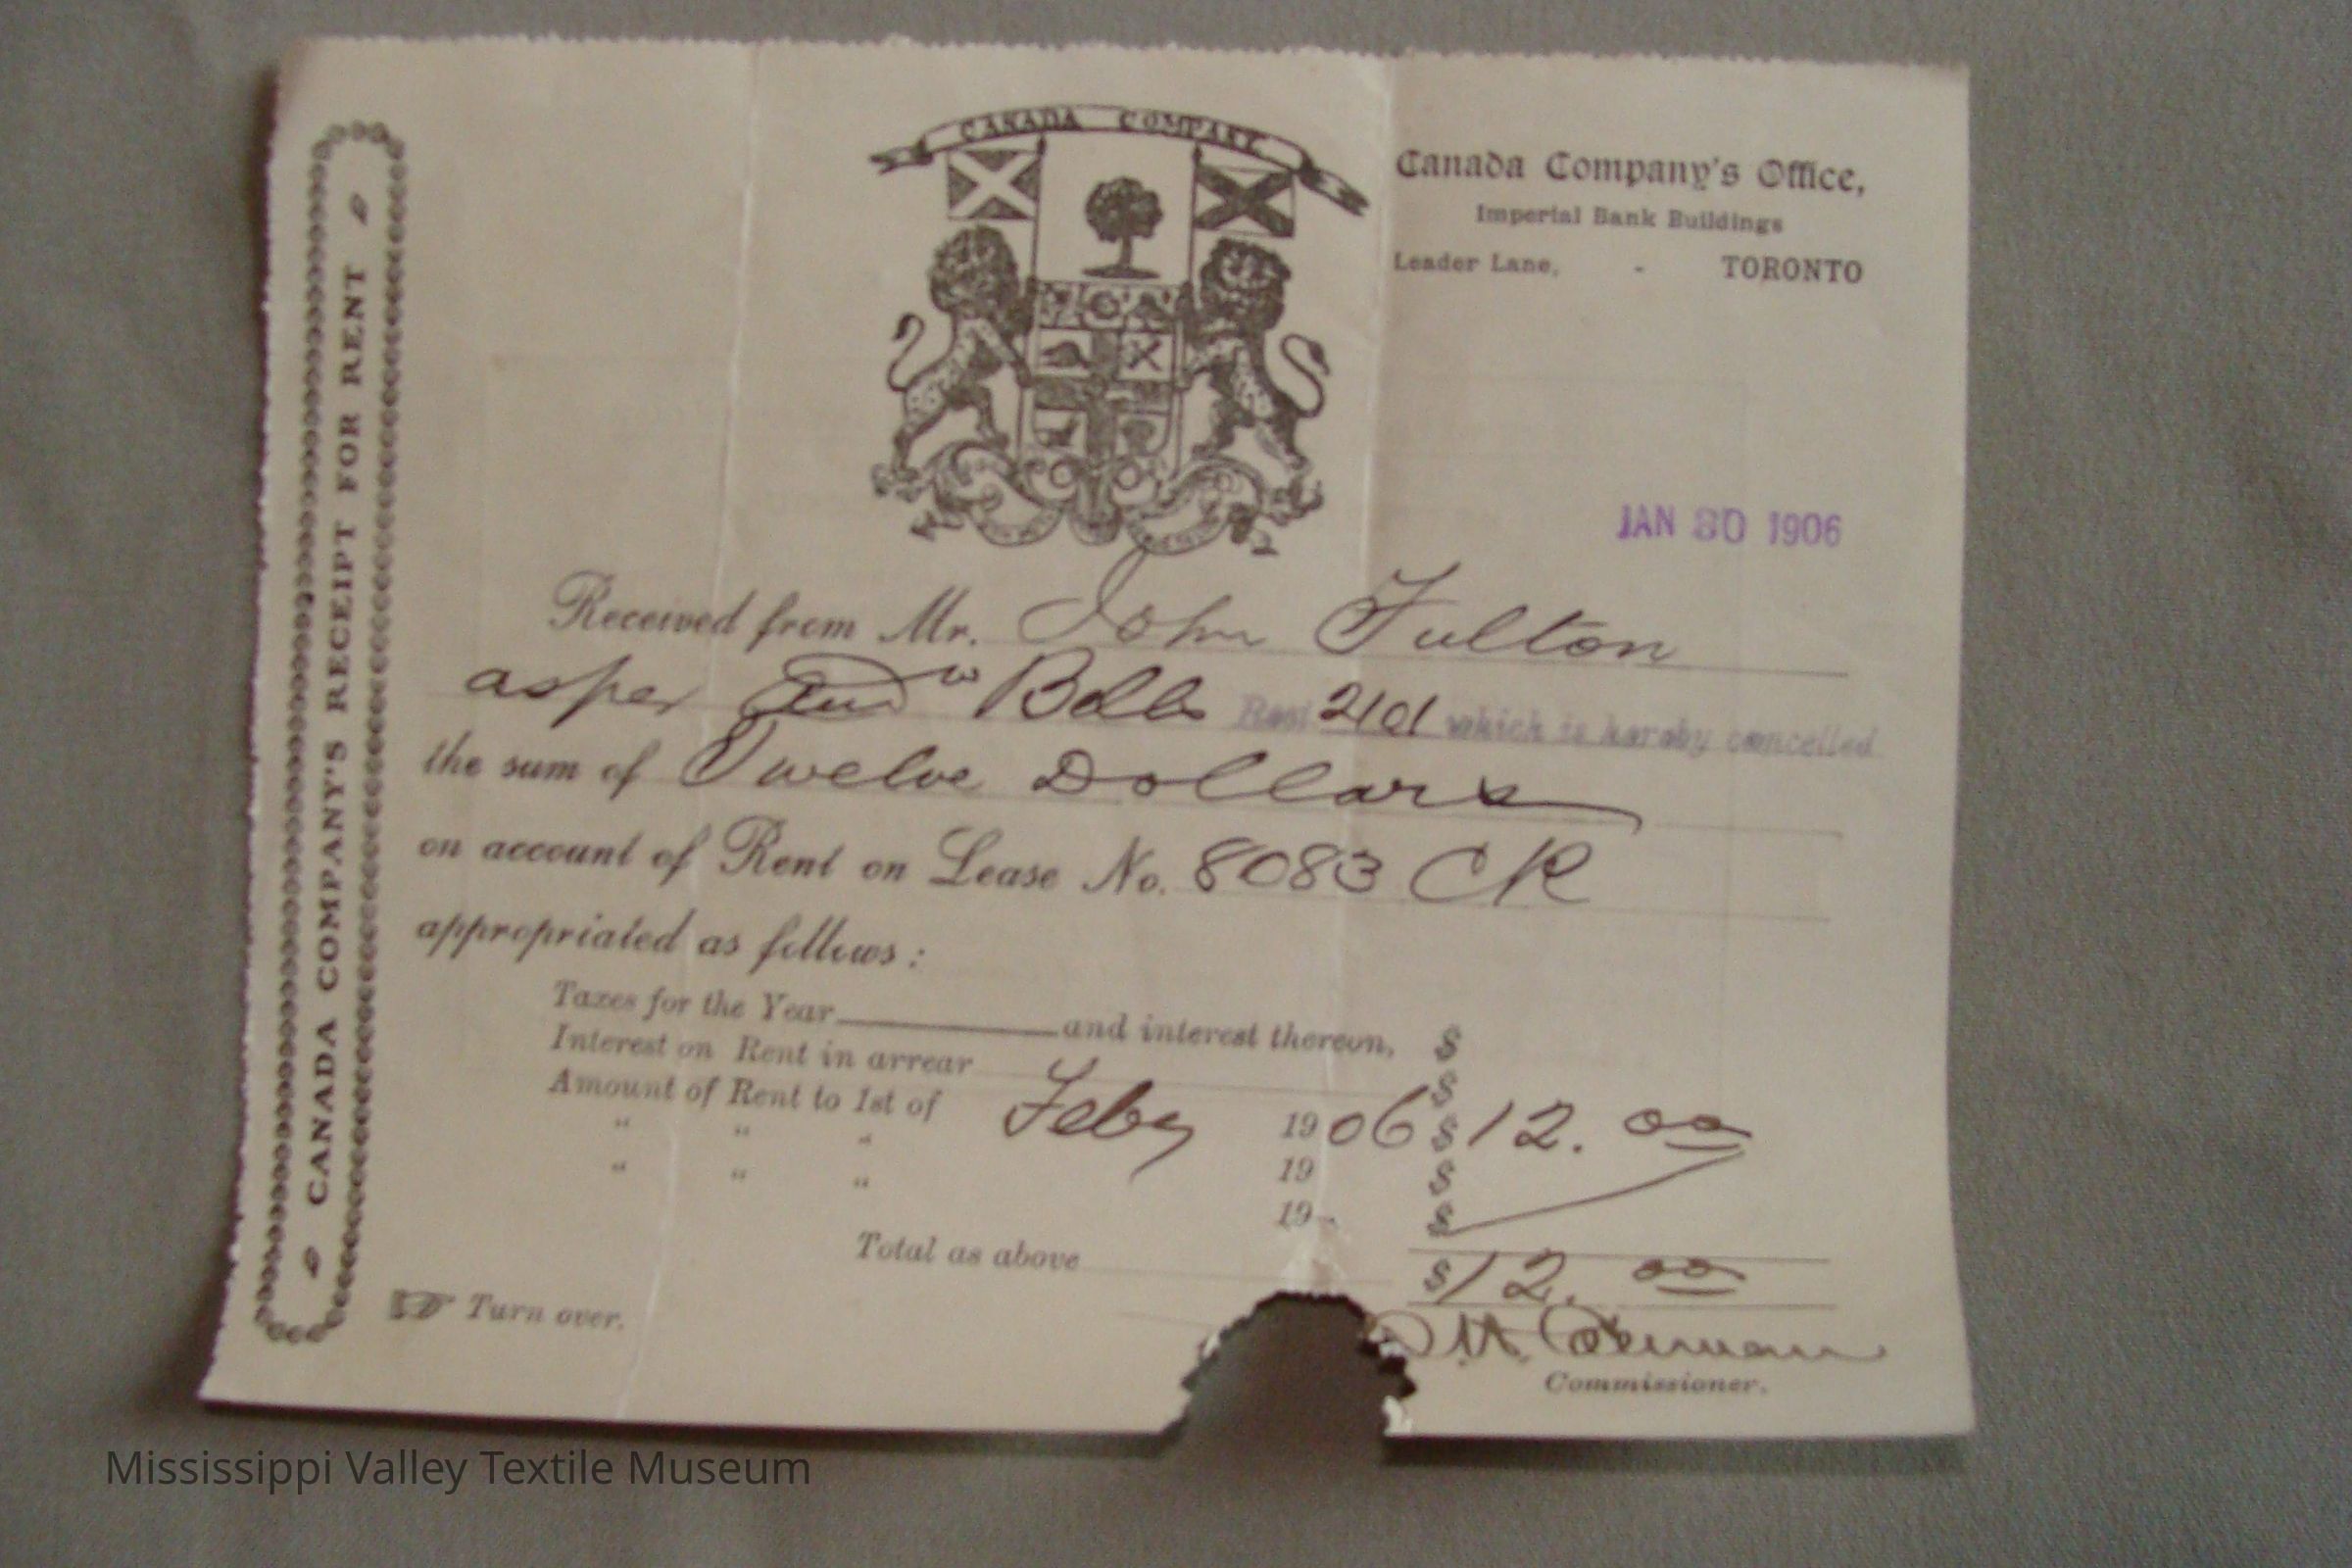 CANADA COMPANY'S RECEIPT FOR RENT
CANADA COMPANY
Canada Company's Office,
Imperial Bank Buildings
Leader Lane, - TORONTO
JAN 30 1906
Received from Mr. John Fulton
as per which is hereby cancelled
the sum of Twelve Dollars
on account of Rent on Lease No. 8083 CR
appropriated as follows:
Taxes for the Year and interest thereon, $
Interest on Rent in arrear $
Amount of Rent to 1st of Feby 1906 $12.00
" " " 19 $
" " " 19 $
Total as above $12.00
Turn over.
Commissioner.
Mississippi Valley Textile Museum